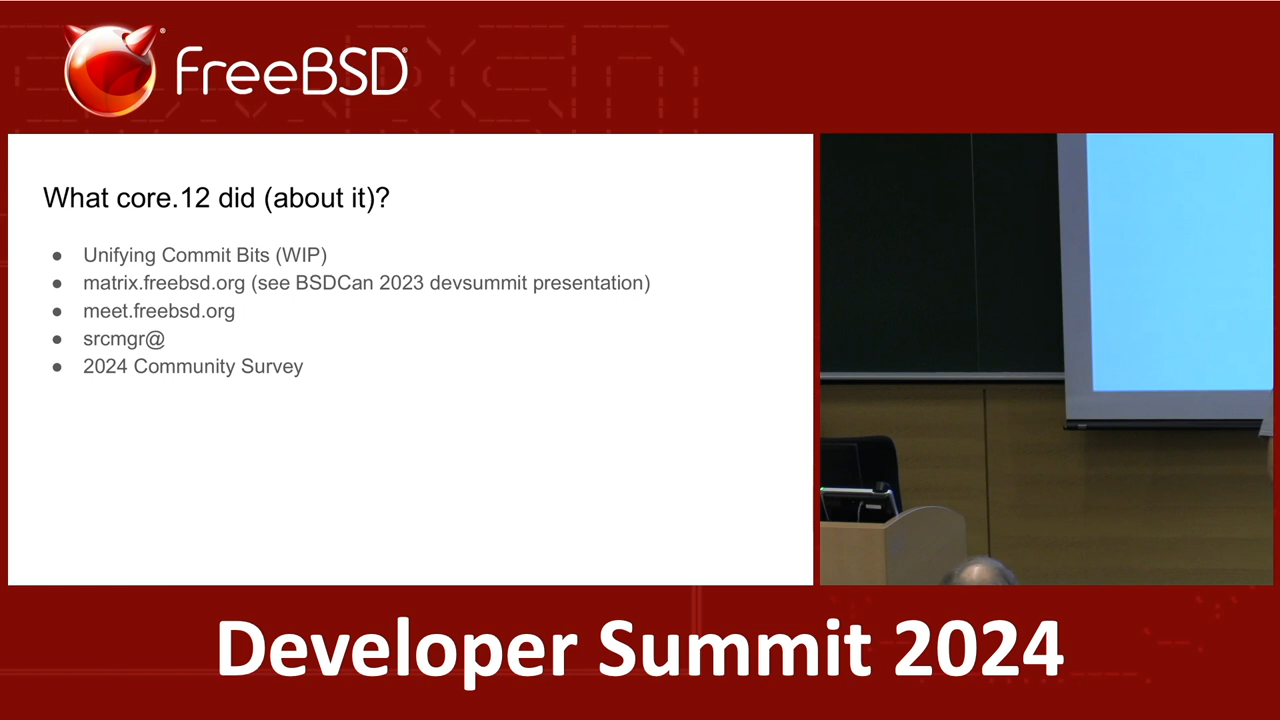 FreeBSD®
What core.12 did (about it)?
● Unifying Commit Bits (WIP)
● matrix.freebsd.org (see BSDCan 2023 devsummit presentation)
● meet.freebsd.org
● srcmgr@
● 2024 Community Survey
Developer Summit 2024